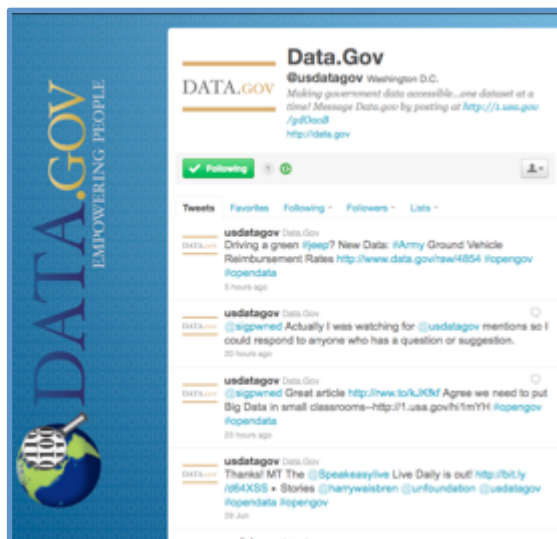 DATA.GOV
EMPOWERING PEOPLE
DATA.GOV
Data.Gov
@usdatagov Washington D.C.
Making government data accessible...one dataset at a
time! Message Data.gov by posting at http://1.usa.gov
http://data.gov
Following
Tweets Favorites Following Followers Lists
usdatagov Data.Gov
Driving a green #jeep? New Data: #Army Ground Vehicle
Reimbursement Rates http://www.data.gov/raw/4854 #opengov
#opendata
5 hours ago
usdatagov Data.Gov
@sigpwned Actually I was watching for @usdatagov mentions so I
could respond to anyone who has a question or suggestion.
20 hours ago
usdatagov Data.Gov
@sigpwned Great article Agree we need to put
Big Data in small classrooms--http://1.usa.gov/hi1mYH #opengov
#opendata
23 hours ago
usdatagov Data.Gov
Thanks! MT The @Speakeasylive Live Daily is out! http://bit.ly
/d64XSS ▸ Stories @harrywaisbren @unfoundation @usdatagov
#opendata #opengov
29 Jun